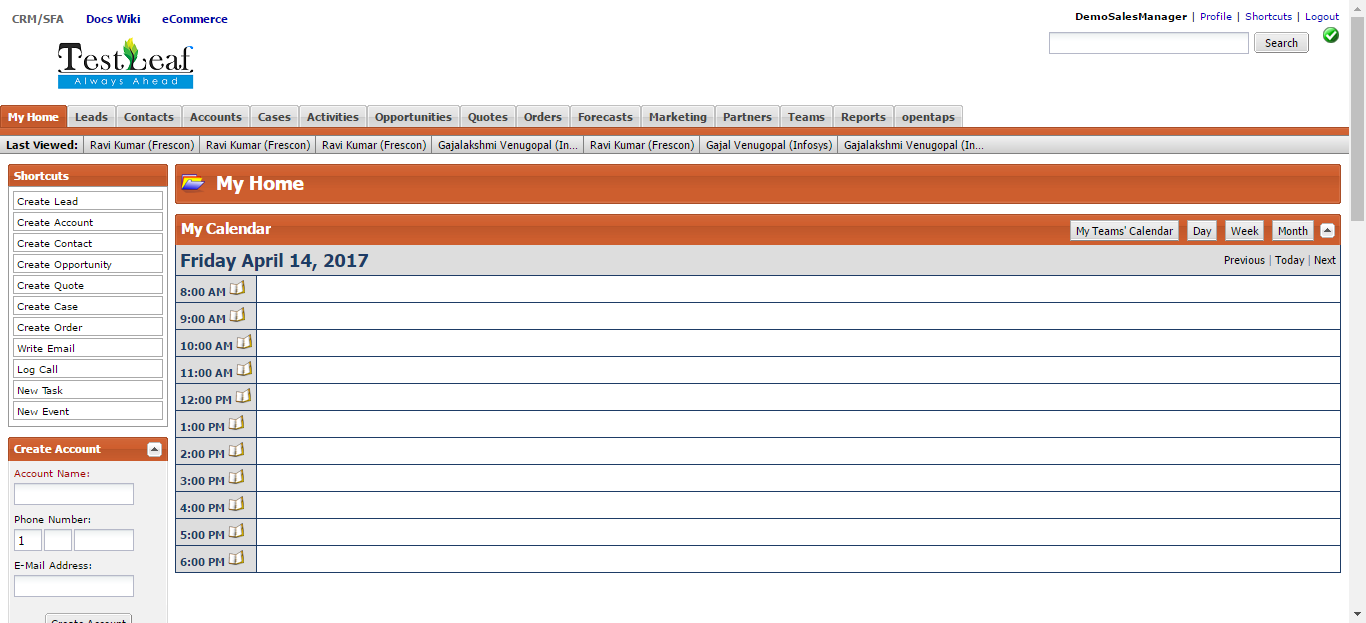 CRM/SFA Docs Wiki eCommerce
DemoSalesManager | Profile | Shortcuts | Logout
Search
TestLeaf
Always Ahead
My Home Leads Contacts Accounts Cases Activities Opportunities Quotes Orders Forecasts Marketing Partners Teams Reports opentaps
Last Viewed: Ravi Kumar (Frescon) Ravi Kumar (Frescon) Ravi Kumar (Frescon) Gajalakshmi Venugopal (In... Ravi Kumar (Frescon) Gajal Venugopal (Infosys) Gajalakshmi Venugopal (In...
Shortcuts
Create Lead
Create Account
Create Contact
Create Opportunity
Create Quote
Create Case
Create Order
Write Email
Log Call
New Task
New Event
Create Account
Account Name:
Phone Number:
1
E-Mail Address:
Create Account
My Home
My Calendar My Teams' Calendar Day Week Month
Friday April 14, 2017 Previous | Today | Next
8:00 AM
9:00 AM
10:00 AM
11:00 AM
12:00 PM
1:00 PM
2:00 PM
3:00 PM
4:00 PM
5:00 PM
6:00 PM